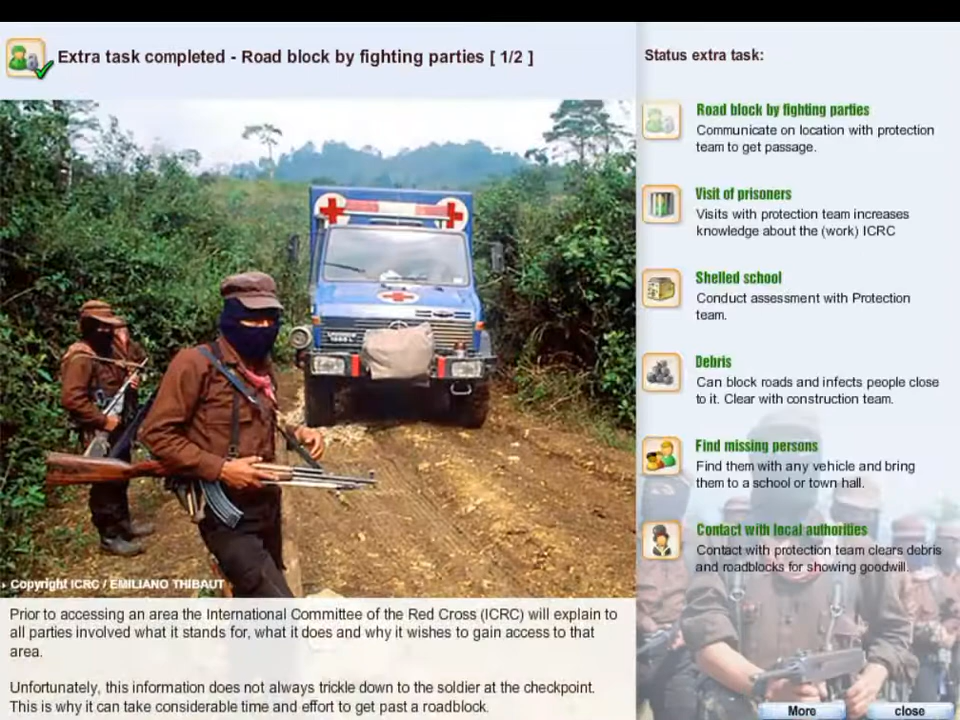 Extra task completed - Road block by fighting parties [ 1/2 ]
Copyright ICRC / EMILIANO THIBAUT
Prior to accessing an area the International Committee of the Red Cross (ICRC) will explain to
all parties involved what it stands for, what it does and why it wishes to gain access to that
area.
Unfortunately, this information does not always trickle down to the soldier at the checkpoint.
This is why it can take considerable time and effort to get past a roadblock.
Status extra task:
Road block by fighting parties
Communicate on location with protection
team to get passage.
Visit of prisoners
Visits with protection team increases
knowledge about the (work) ICRC
Shelled school
Conduct assessment with Protection
team.
Debris
Can block roads and infects people close
to it. Clear with construction team.
Find missing persons
Find them with any vehicle and bring
them to a school or town hall.
Contact with local authorities
Contact with protection team clears debris
and roadblocks for showing goodwill.
More
close